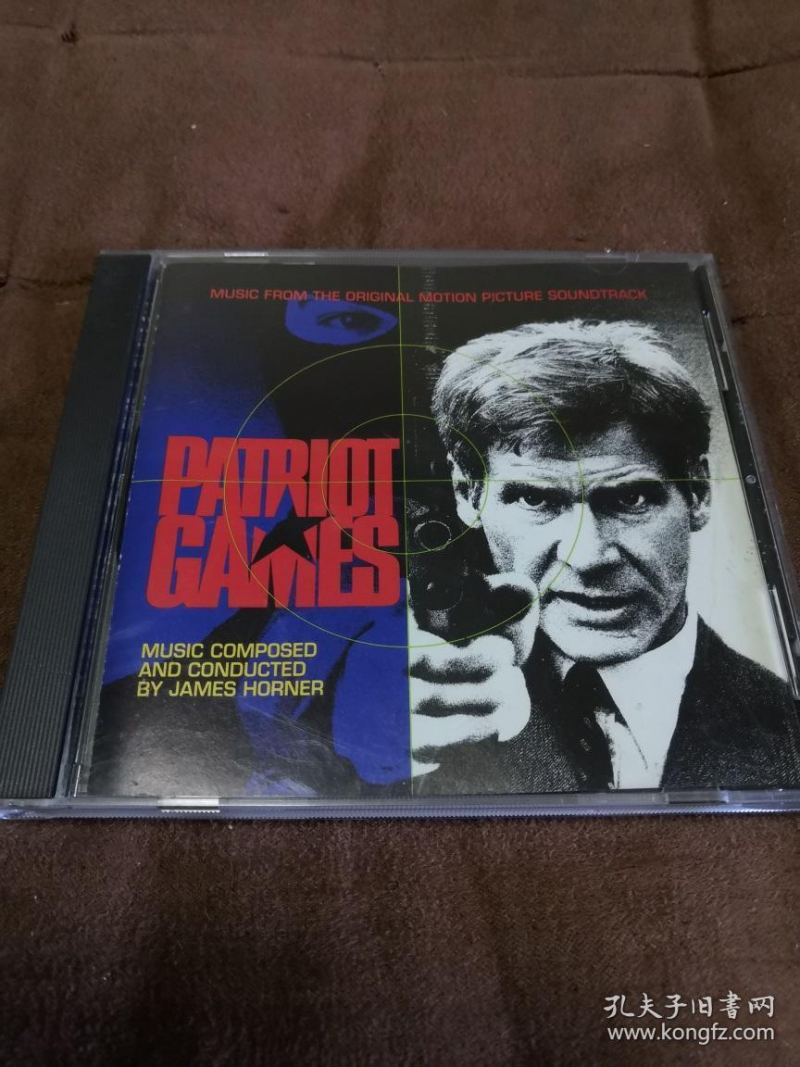 MUSIC FROM THE ORIGINAL MOTION PICTURE SOUNDTRACK
PATRIOT
GAMES
MUSIC COMPOSED
AND CONDUCTED
BY JAMES HORNER
孔夫子旧書网
www.kongfz.com